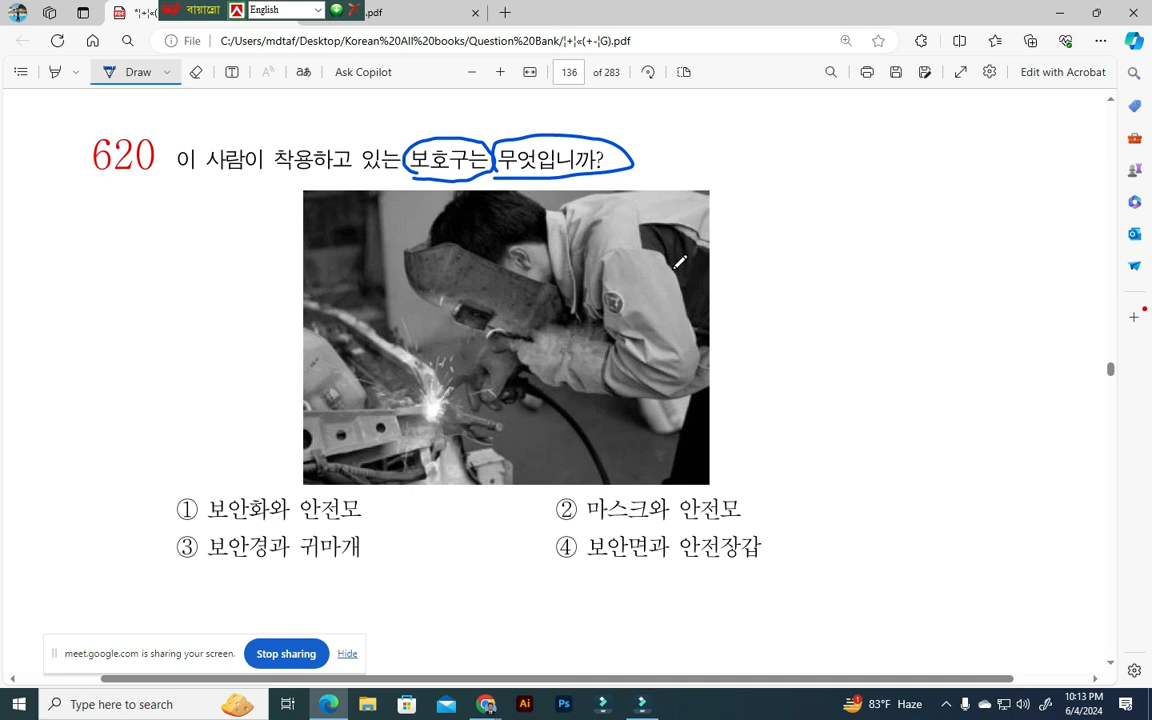 বায়ান্নো
English
.pdf
File
C:/Users/mdtaf/Desktop/Korean%20All%20books/Question%20Bank/¦+¦«(+-¦G).pdf
Draw
Ask Copilot
136
of 283
Edit with Acrobat
620 이 사람이 착용하고 있는 보호구는 무엇입니까?
① 보안화와 안전모
② 마스크와 안전모
③ 보안경과 귀마개
④ 보안면과 안전장갑
meet.google.com is sharing your screen.
Stop sharing
Hide
Type here to search
Ai
Ps
83°F Haze
10:13 PM
6/4/2024